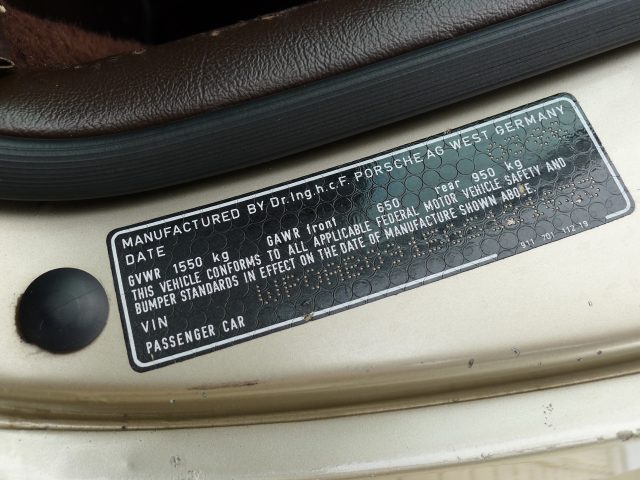 MANUFACTURED BY Dr.Ing.h.c.F. PORSCHE AG WEST GERMANY
DATE
GVWR 1550 kg GAWR front 650 rear 950 kg
THIS VEHICLE CONFORMS TO ALL APPLICABLE FEDERAL MOTOR VEHICLE SAFETY AND
BUMPER STANDARDS IN EFFECT ON THE DATE OF MANUFACTURE SHOWN ABOVE.
VIN
PASSENGER CAR
911 701 112 19